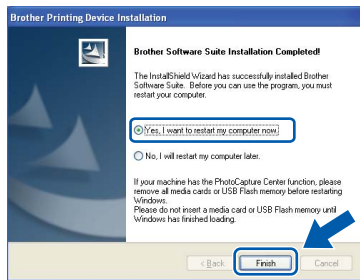 Brother Printing Device Installation
Brother Software Suite Installation Completed!
The InstallShield Wizard has successfully installed Brother
Software Suite. Before you can use the program, you must
restart your computer.
Yes, I want to restart my computer now.
No, I will restart my computer later.
If your machine has the PhotoCapture Center function, please
remove all media cards or USB Flash memory before restarting
Windows.
Please do not insert a media card or USB Flash memory until
Windows has finished loading.
< Back
Finish
Cancel